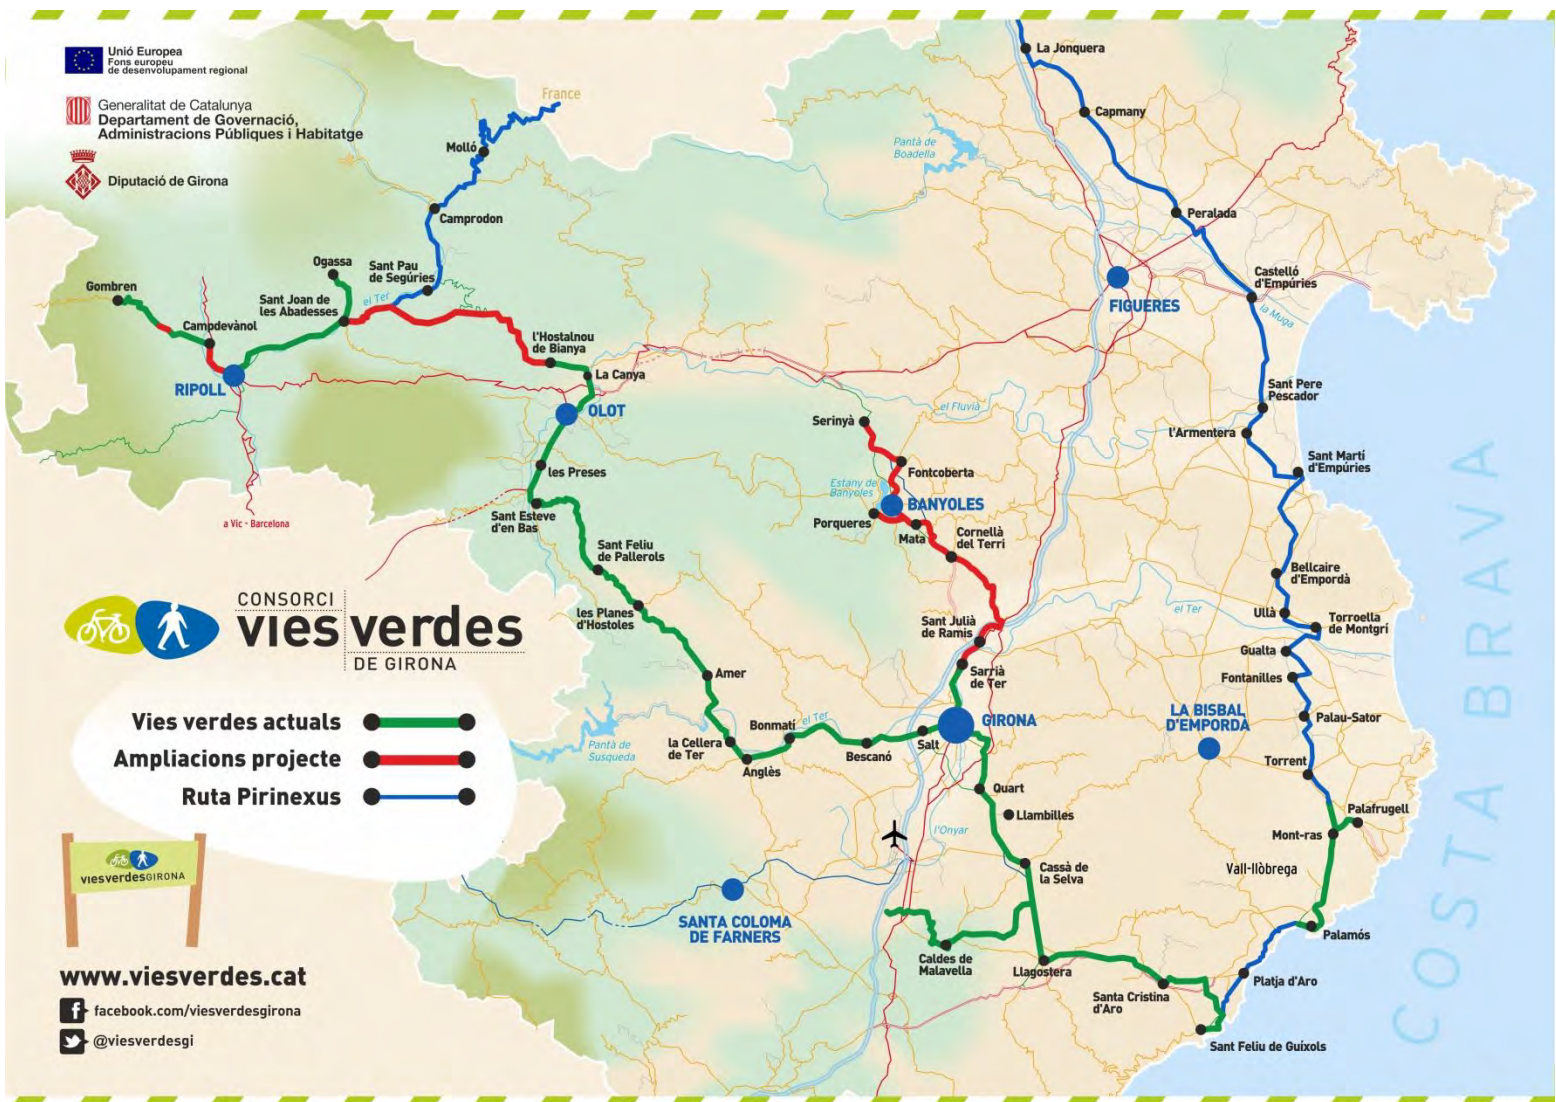 Unió Europea
Fons europeu
de desenvolupament regional
Generalitat de Catalunya
Departament de Governació,
Administracions Públiques i Habitatge
Diputació de Girona
France
Molló
Camprodon
Ogassa
Sant Pau
de Segúries
Gombren
Sant Joan de
les Abadesses
el Ter
Campdevànol
l'Hostalnou
de Bianya
La Canya
RIPOLL
OLOT
les Preses
Sant Esteve
d'en Bas
a Vic - Barcelona
Sant Feliu
de Pallerols
les Planes
d'Hostoles
Amer
la Cellera
de Ter
Anglès
Bonmatí
el Ter
Bescanó
Salt
GIRONA
Pantà de
Susqueda
La Jonquera
Capmany
Pantà de
Boadella
Peralada
FIGUERES
Castelló
d'Empúries
la Muga
Sant Pere
Pescador
l'Armentera
Sant Martí
d'Empúries
el Fluvià
Serinyà
Fontcoberta
Estany de
Banyoles
BANYOLES
Porqueres
Mata
Cornellà
del Terri
Sant Julià
de Ramis
Sarrià
de Ter
Bellcaire
d'Empordà
el Ter
Ullà
Torroella
de Montgrí
Gualta
Fontanilles
LA BISBAL
D'EMPORDA
Palau-Sator
Torrent
Palafrugell
Mont-ras
Vall-llòbrega
Palamós
Platja d'Aro
Quart
Llambilles
l'Onyar
Cassà de
la Selva
SANTA COLOMA
DE FARNERS
Caldes de
Malavella
Llagostera
Santa Cristina
d'Aro
Sant Feliu de Guíxols
COSTA BRAVA
CONSORCI
vies verdes
DE GIRONA
Vies verdes actuals
Ampliacions projecte
Ruta Pirinexus
viesverdesGIRONA
www.viesverdes.cat
facebook.com/viesverdesgirona
@viesverdesgi